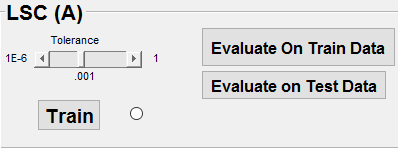 LSC (A)
Tolerance
1E-6 1
.001
Train
Evaluate On Train Data
Evaluate on Test Data